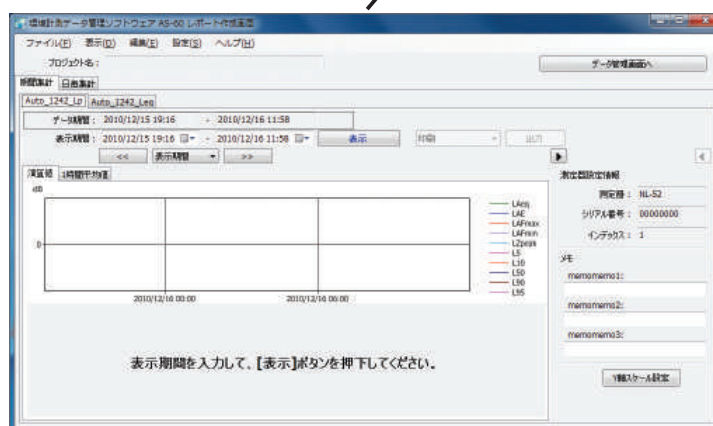 環境計測データ管理ソフトウェア AS-60 レポート作成画面
ファイル(F) 表示(D) 編集(E) 設定(S) ヘルプ(H)
プロジェクト名：
データ管理画面へ
時間集計 日毎集計
Auto_1242_Lp Auto_1242_Leq
データ期間： 2010/12/15 19:16 - 2010/12/16 11:58
表示期間： 2010/12/15 19:16 - 2010/12/16 11:58 表示 印刷 出力
<< 表示期間 >>
演算値 1時間平均値
測定器設定情報
dB
測定器： NL-52
シリアル番号： 00000000
インデックス： 1
LAeq
LAE
LAFmax
LAFmin
LZpeak
L5
L10
L50
L90
L95
0
2010/12/16 00:00 2010/12/16 06:00
メモ
memomemo1:
memomemo2:
memomemo3:
表示期間を入力して、【表示】ボタンを押下してください。
Y軸スケール設定